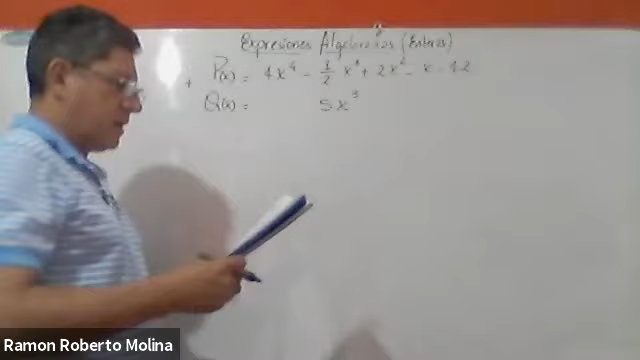 Expresiones Algebraicas (Enteras)
+ P(x) = 4x⁴ - 1/2 x³ + 2x² - x - 12
Q(x) = 5x³
Ramon Roberto Molina